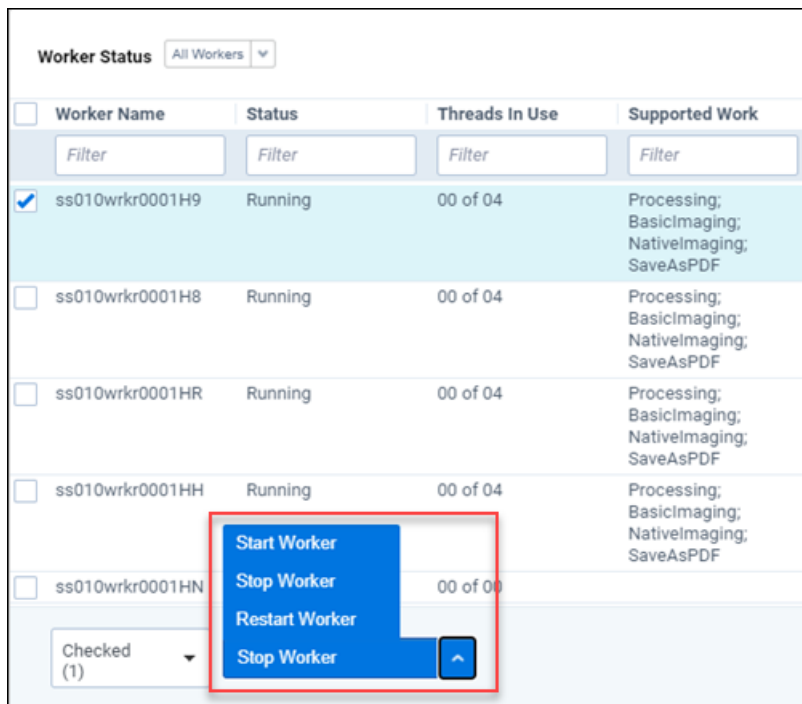 Worker Status All Workers
Worker Name Status Threads In Use Supported Work
Filter Filter Filter Filter
ss010wrkr0001H9 Running 00 of 04 Processing;
BasicImaging;
NativeImaging;
SaveAsPDF
ss010wrkr0001H8 Running 00 of 04 Processing;
BasicImaging;
NativeImaging;
SaveAsPDF
ss010wrkr0001HR Running 00 of 04 Processing;
BasicImaging;
NativeImaging;
SaveAsPDF
ss010wrkr0001HH Running 00 of 04 Processing;
BasicImaging;
NativeImaging;
SaveAsPDF
Start Worker
Stop Worker
ss010wrkr0001HN 00 of 00
Restart Worker
Checked
(1)
Stop Worker